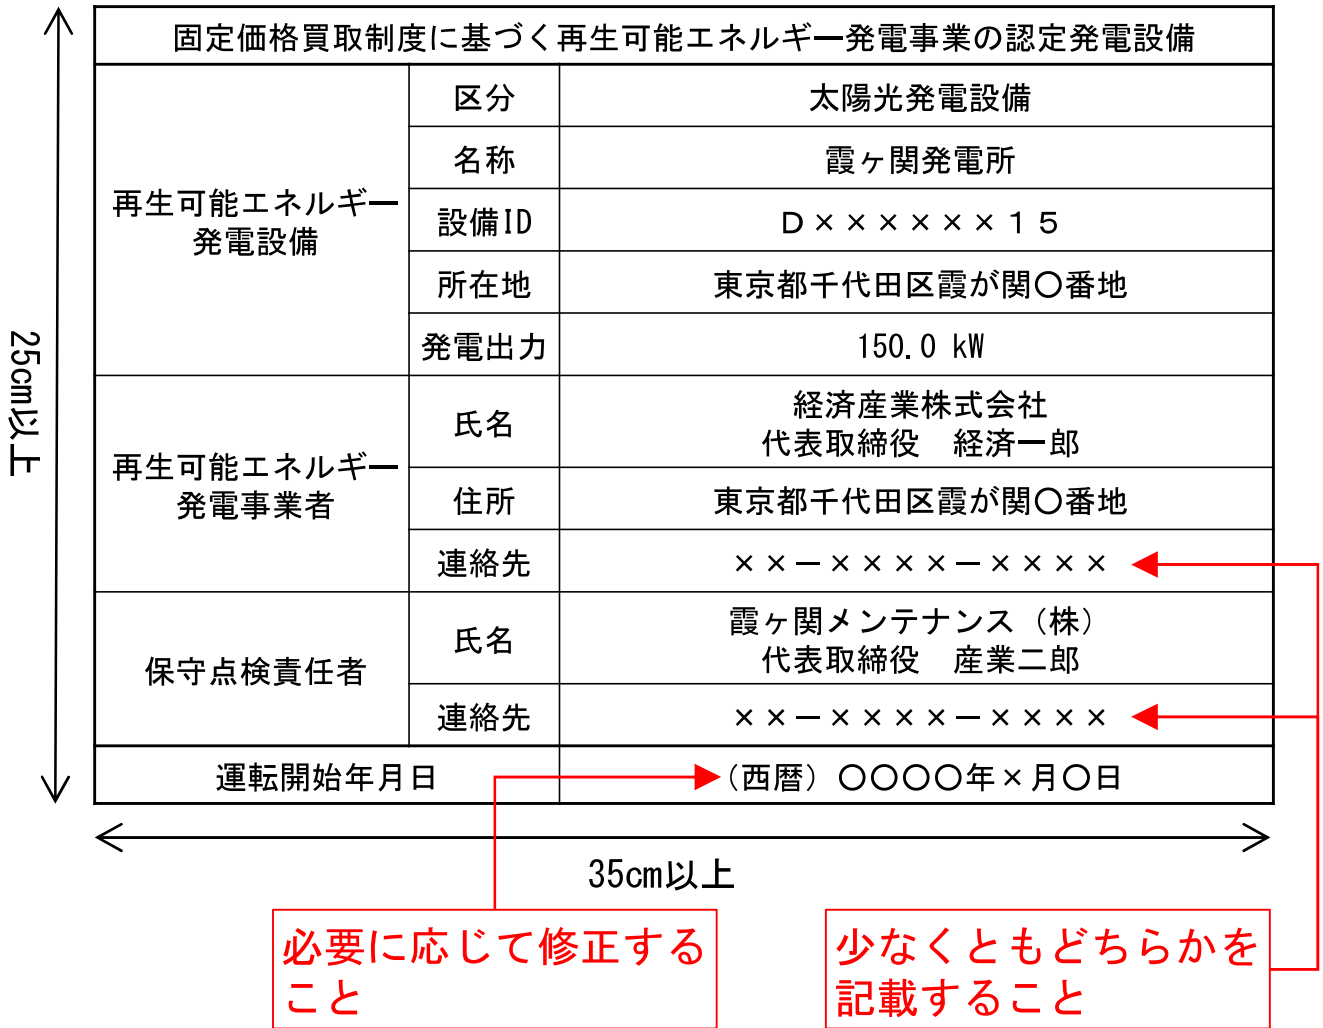 固定価格買取制度に基づく再生可能エネルギー発電事業の認定発電設備
再生可能エネルギー
発電設備
区分
太陽光発電設備
名称
霞ヶ関発電所
設備ID
D××××××15
所在地
東京都千代田区霞が関〇番地
発電出力
150.0 kW
再生可能エネルギー
発電事業者
氏名
経済産業株式会社
代表取締役　経済一郎
住所
東京都千代田区霞が関〇番地
連絡先
××－××××－××××
保守点検責任者
氏名
霞ヶ関メンテナンス（株）
代表取締役　産業二郎
連絡先
××－××××－××××
運転開始年月日
（西暦）〇〇〇〇年×月〇日
25cm以上
35cm以上
必要に応じて修正する
こと
少なくともどちらかを
記載すること